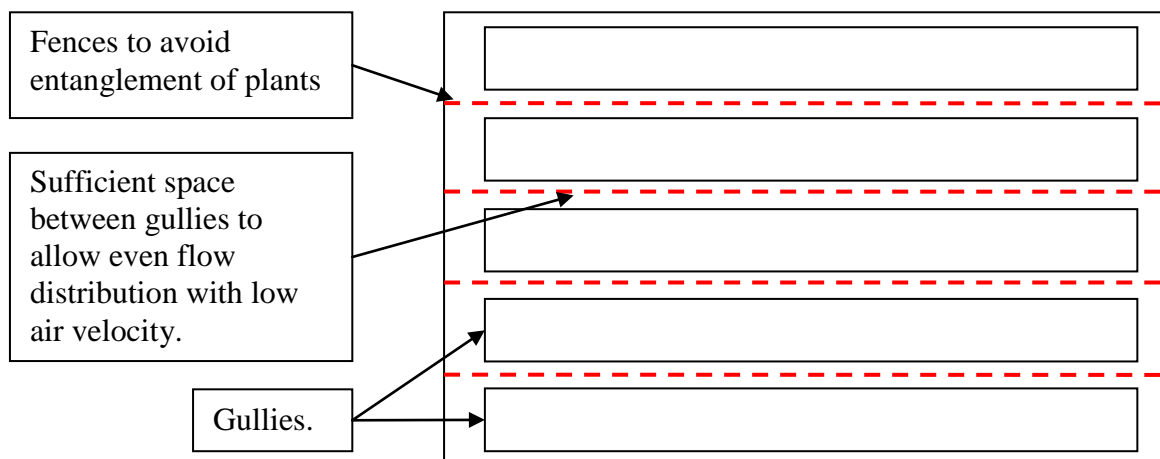 Fences to avoid
entanglement of plants
Sufficient space
between gullies to
allow even flow
distribution with low
air velocity.
Gullies.